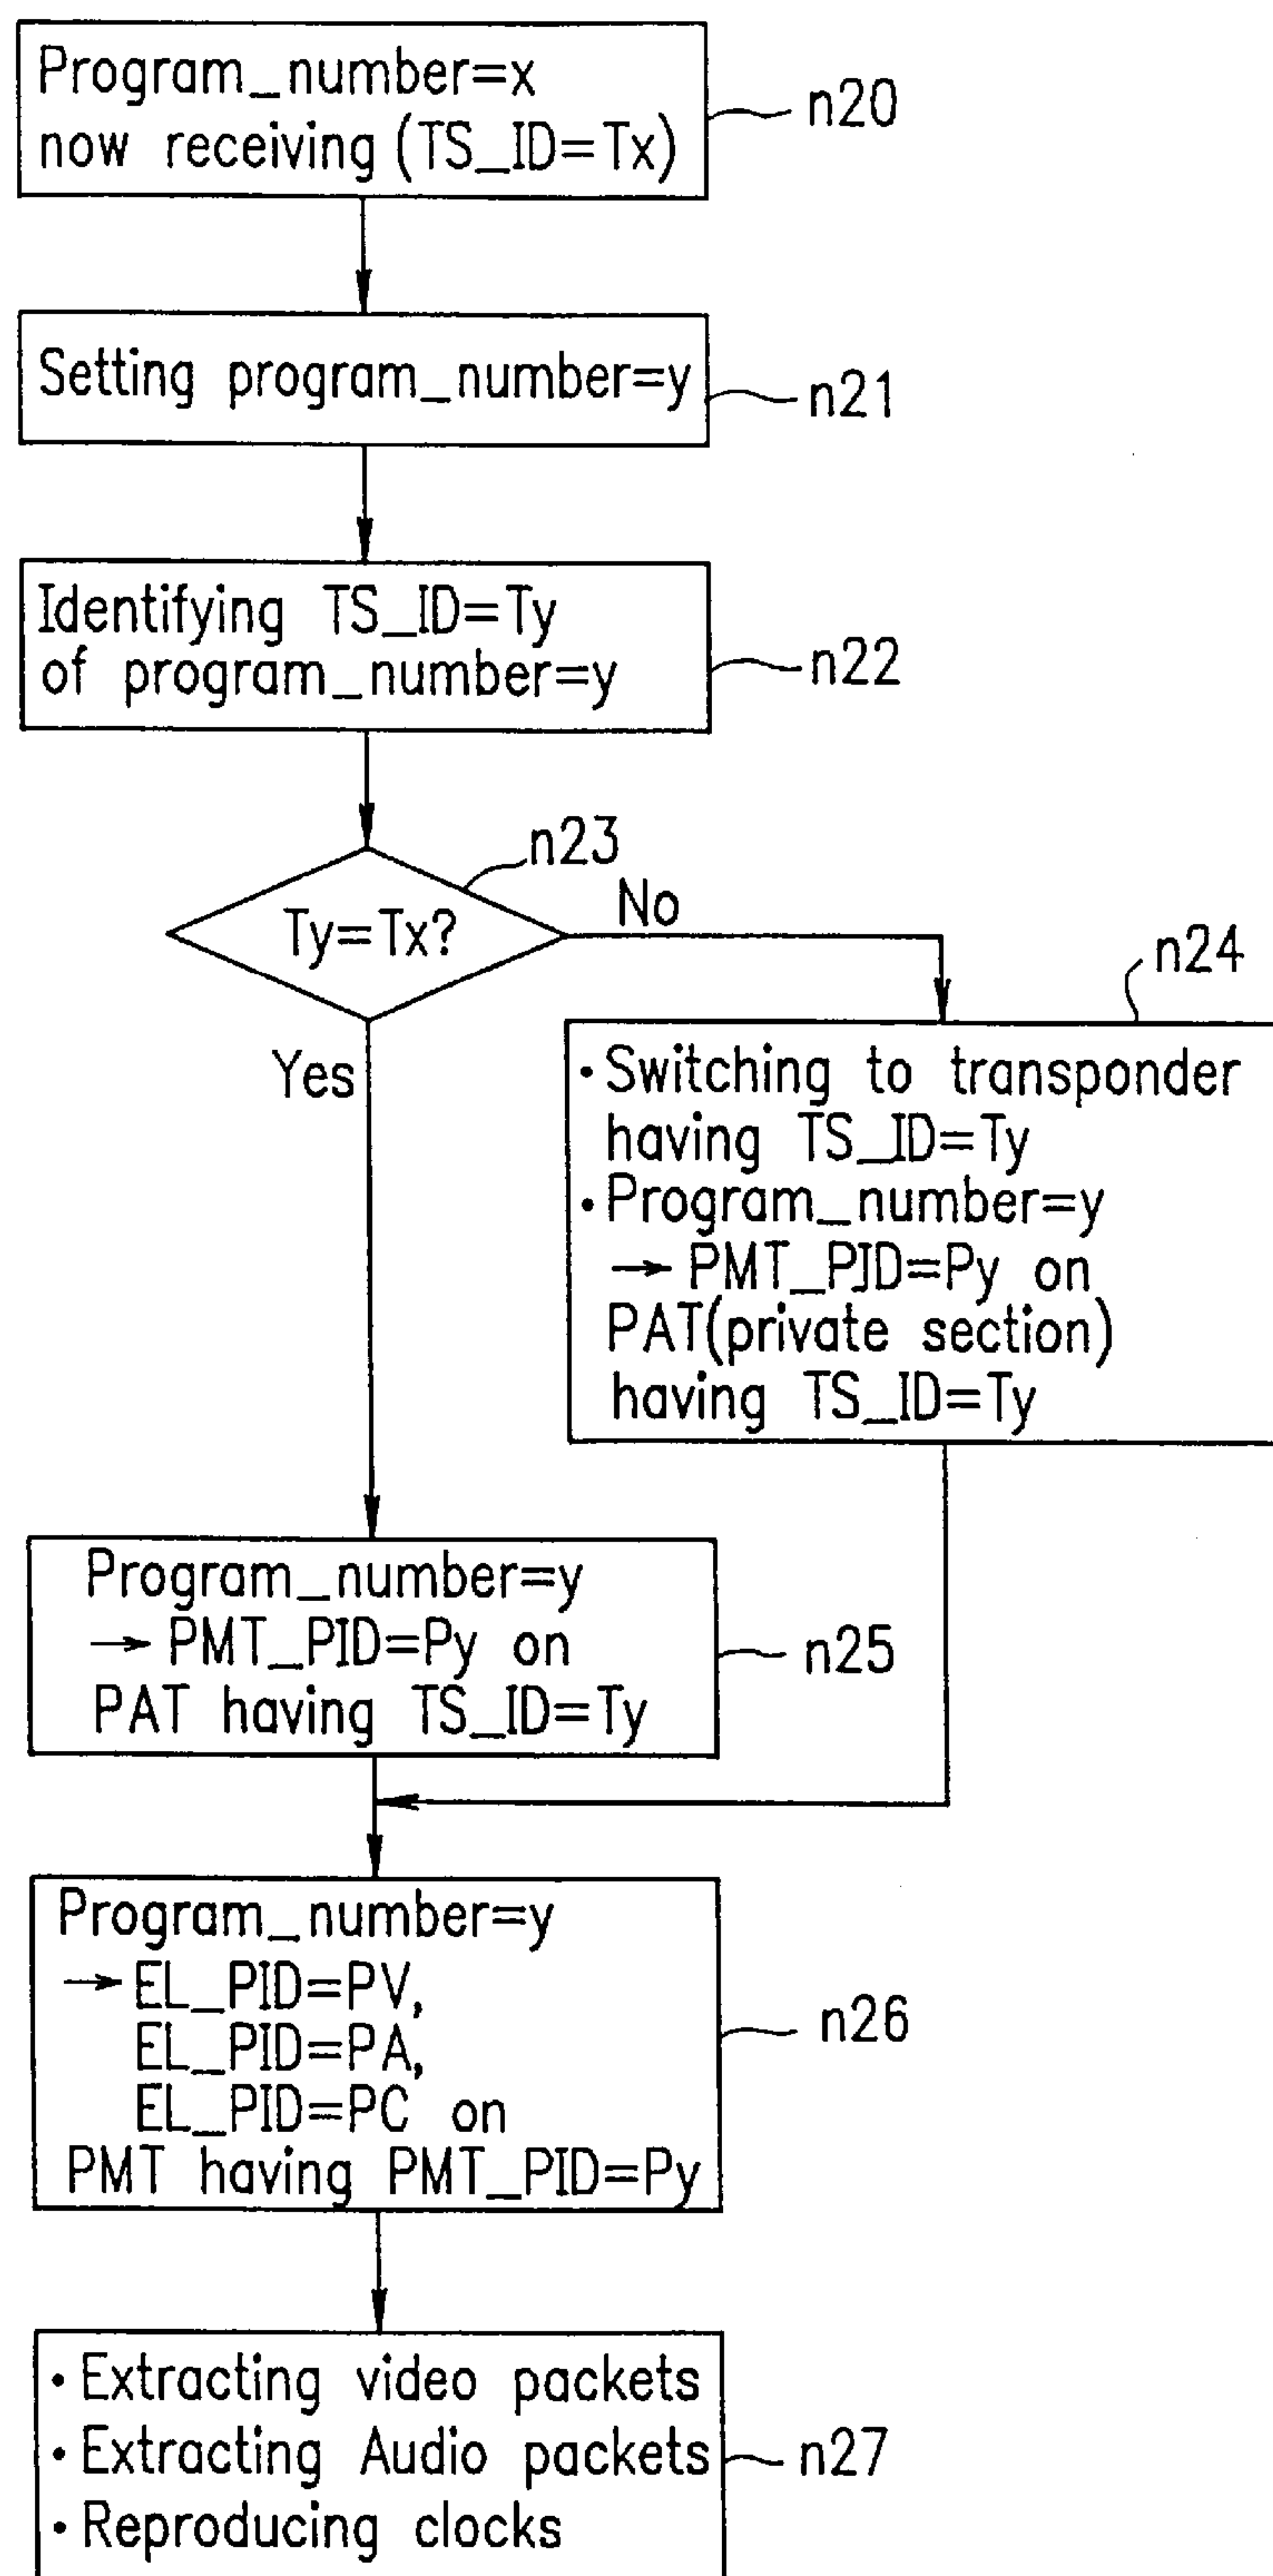 Program_number=x
now receiving (TS_ID=Tx)
n20
Setting program_number=y
n21
Identifying TS_ID=Ty
of program_number=y
n22
n23
Ty=Tx?
No
Yes
n24
・Switching to transponder
having TS_ID=Ty
・Program_number=y
→ PMT_PID=Py on
PAT(private section)
having TS_ID=Ty
Program_number=y
→ PMT_PID=Py on
PAT having TS_ID=Ty
n25
Program_number=y
→ EL_PID=PV,
EL_PID=PA,
EL_PID=PC on
PMT having PMT_PID=Py
n26
・Extracting video packets
・Extracting Audio packets
・Reproducing clocks
n27